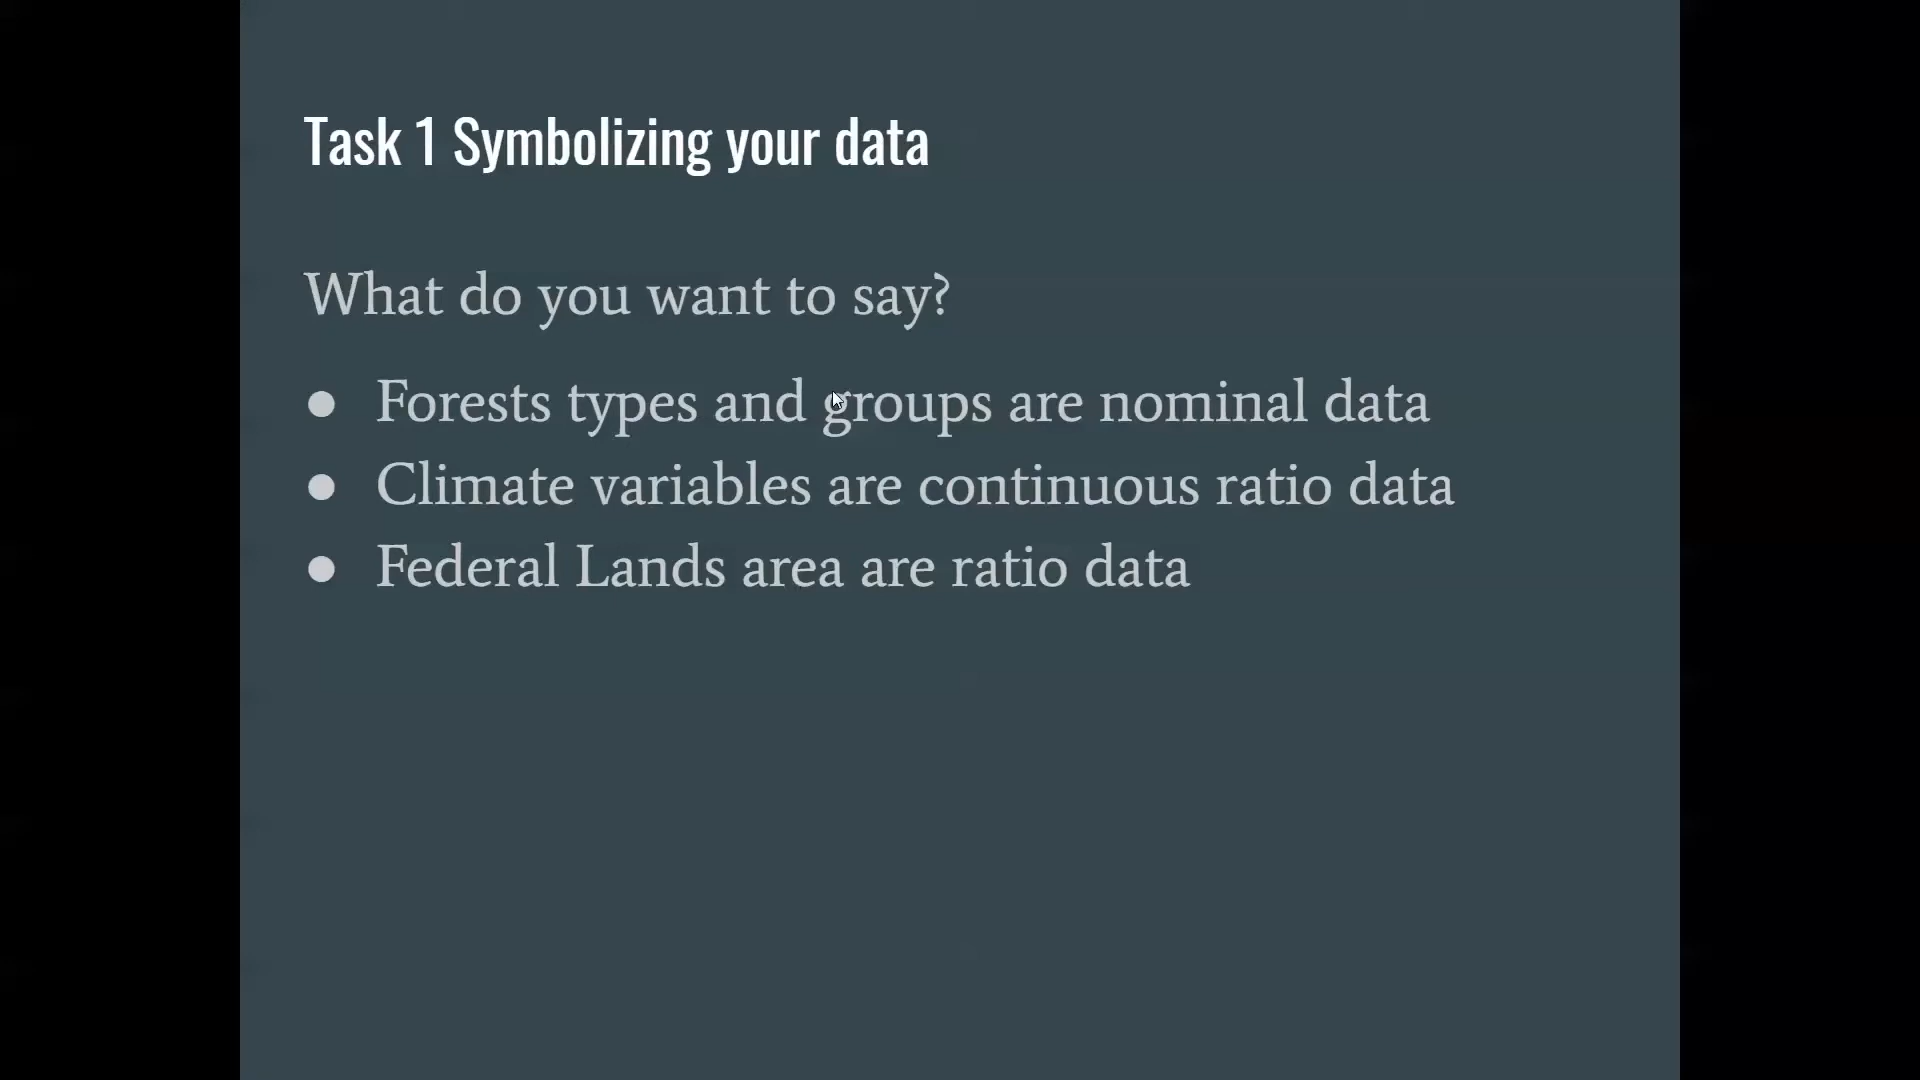 Task 1 Symbolizing your data
What do you want to say?
● Forests types and groups are nominal data
● Climate variables are continuous ratio data
● Federal Lands area are ratio data